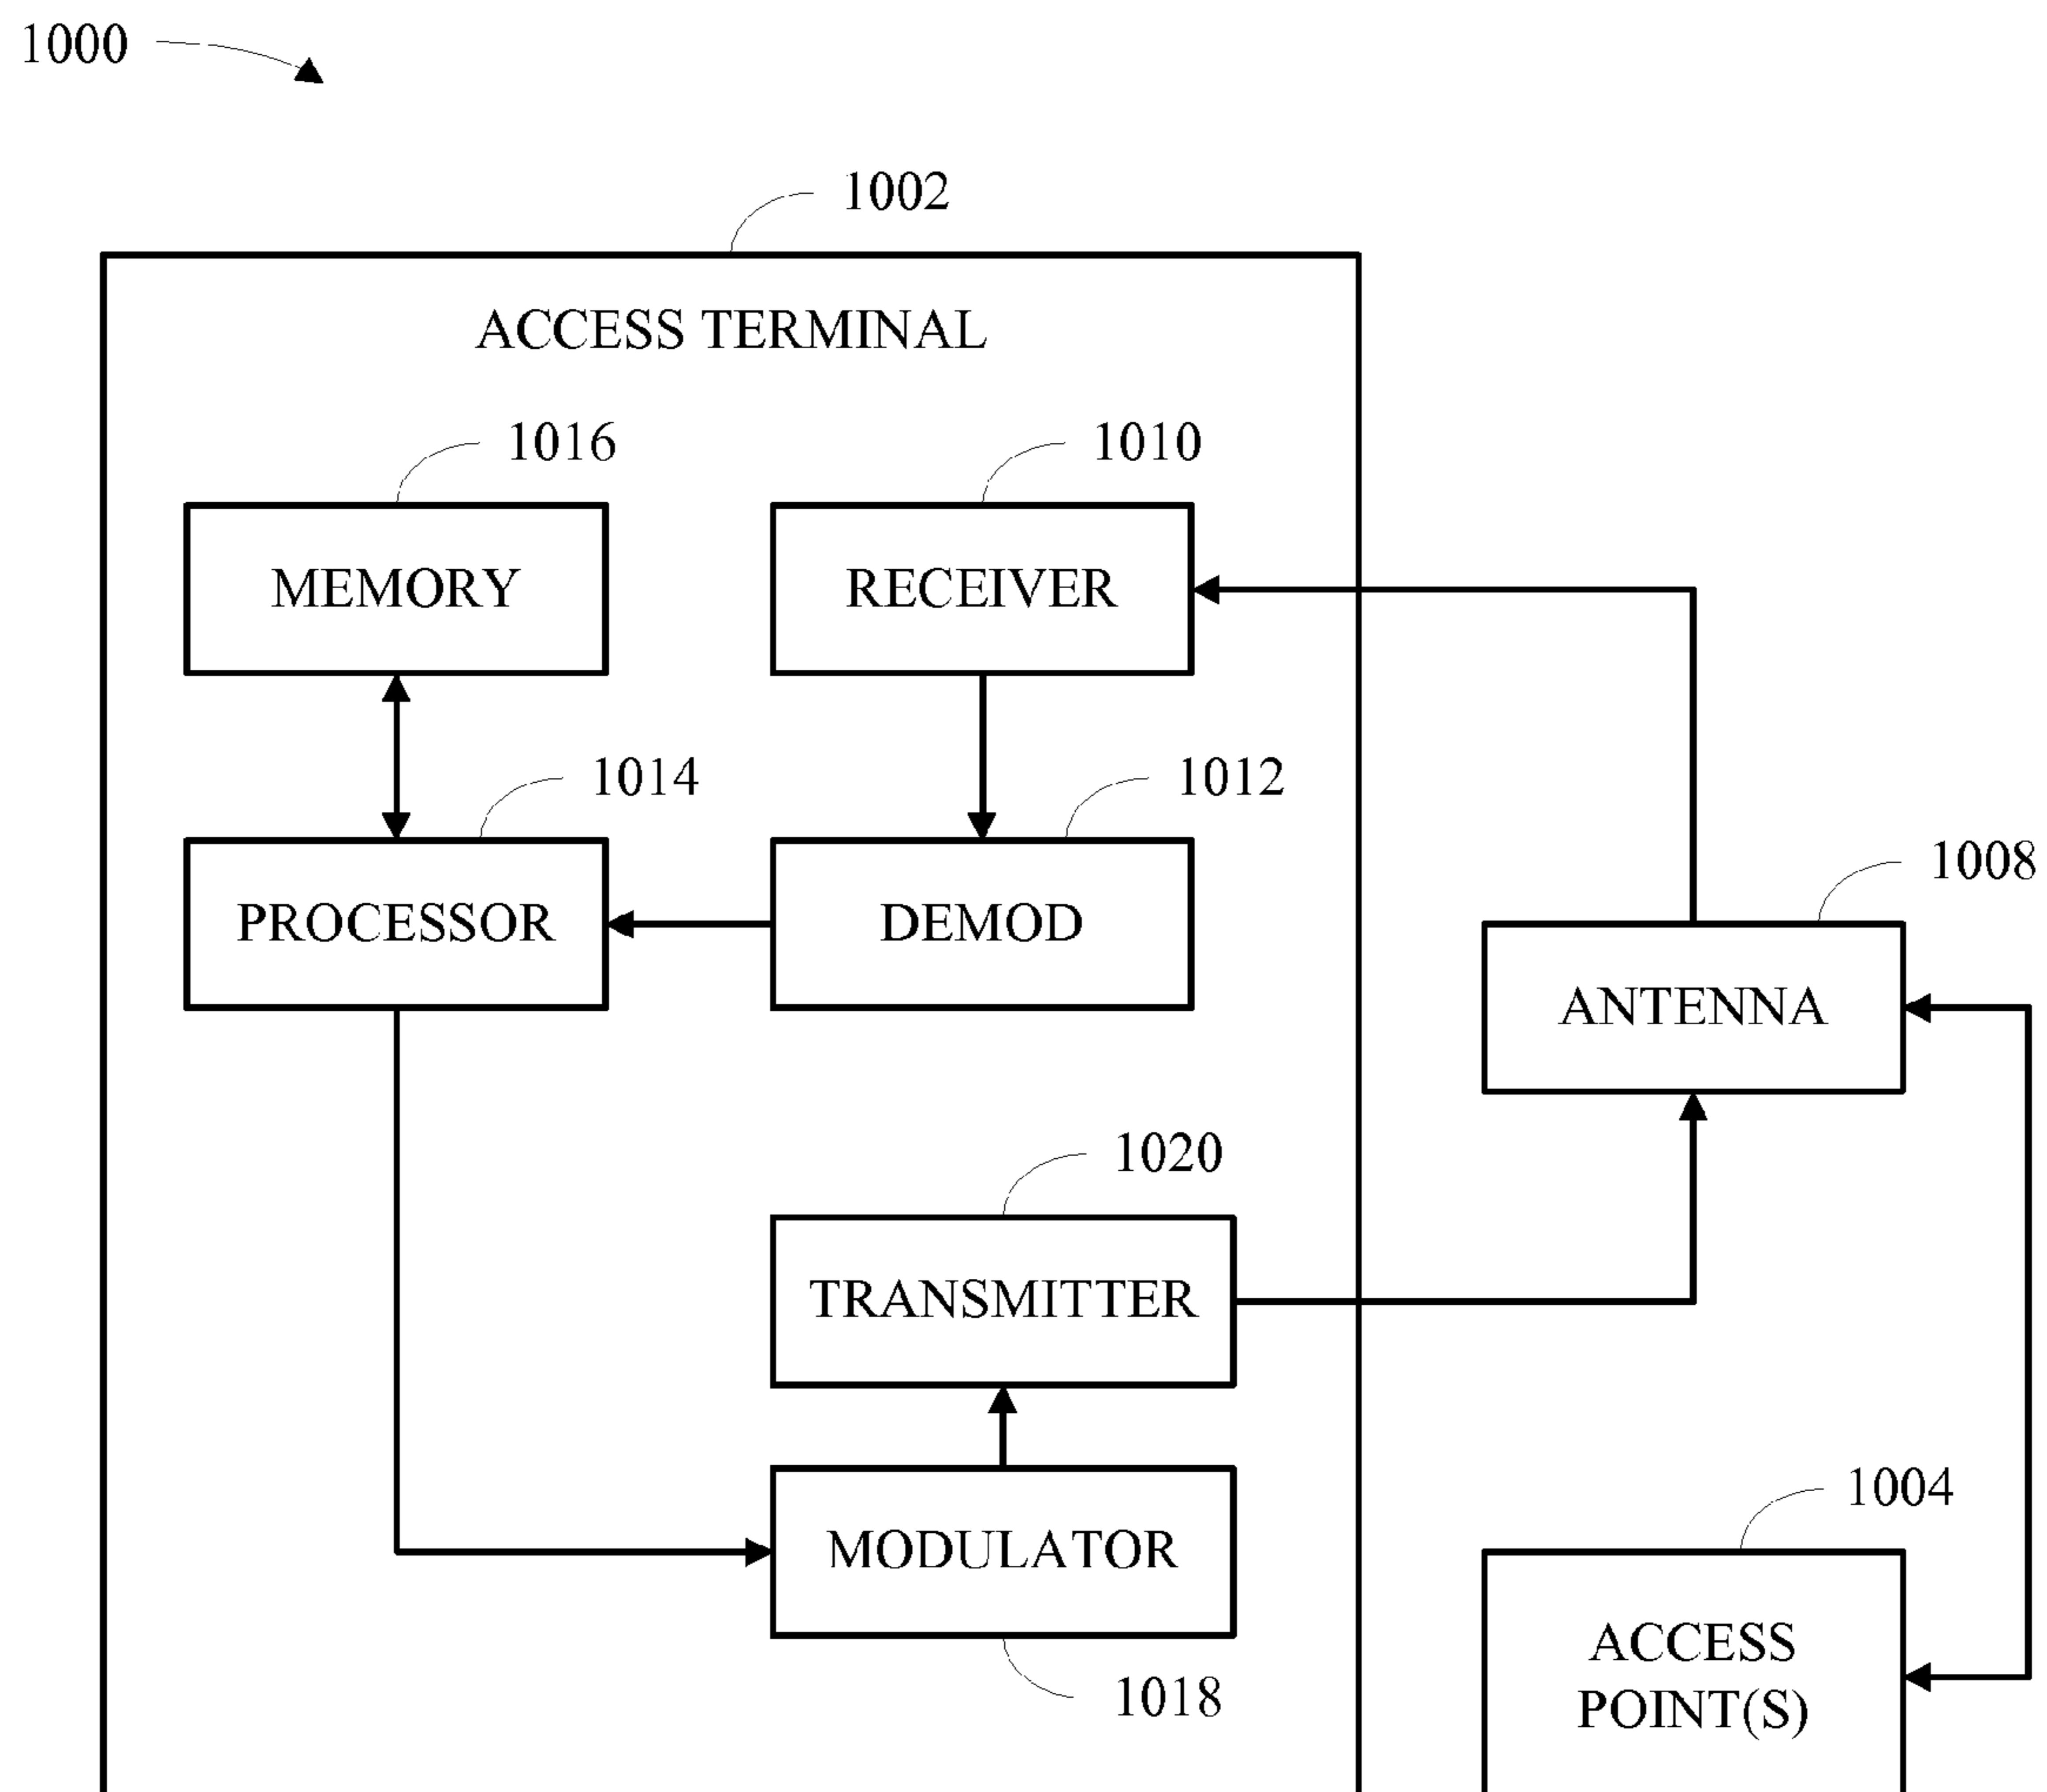 1000
1002
ACCESS TERMINAL
1016
1010
MEMORY
RECEIVER
1014
1012
1008
PROCESSOR
DEMOD
ANTENNA
1020
TRANSMITTER
1004
MODULATOR
ACCESS
POINT(S)
1018